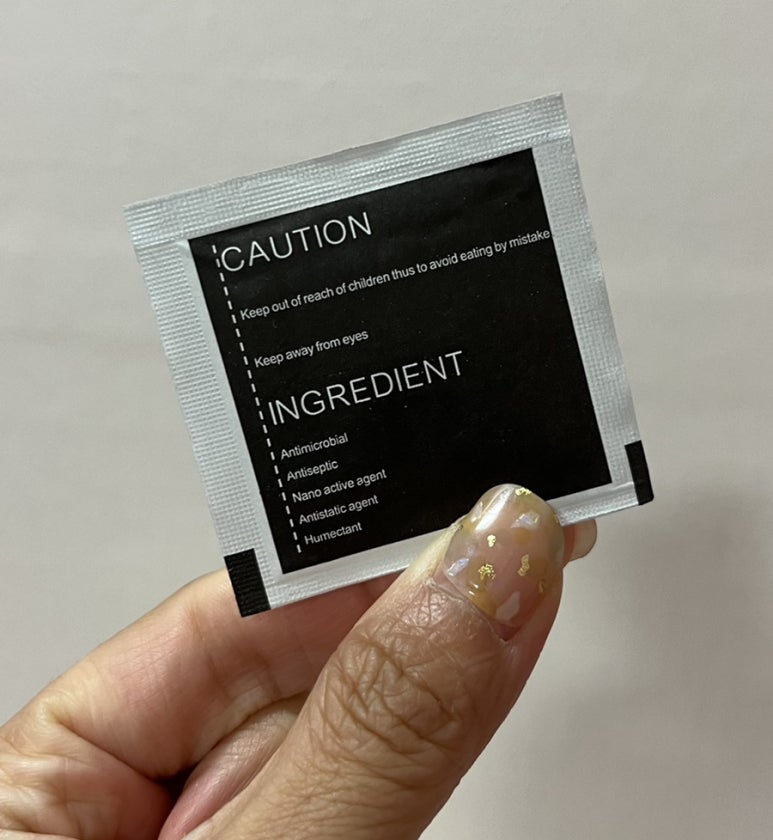 CAUTION
Keep out of reach of children thus to avoid eating by mistake
Keep away from eyes
INGREDIENT
Antimicrobial
Antiseptic
Nano active agent
Antistatic agent
Humectant